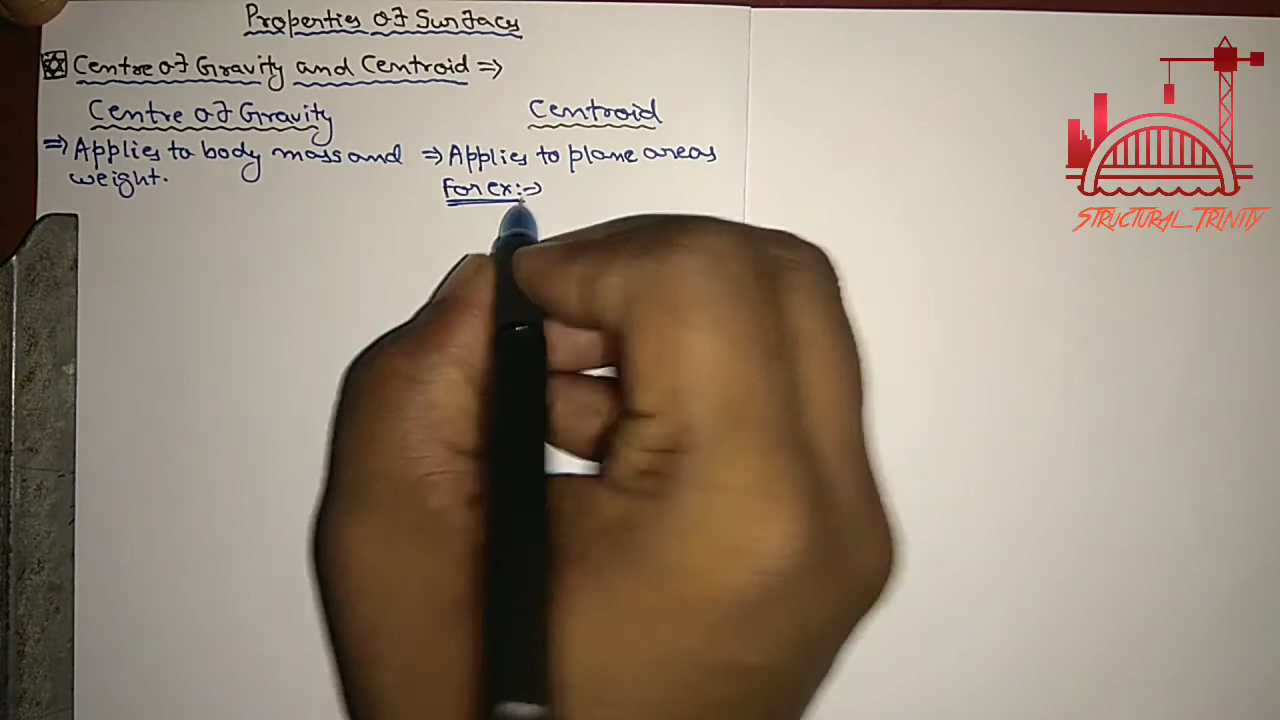 Properties of Surfacs
Centre of Gravity and Centroid ⇒
Centre of Gravity
⇒ Applies to body mass and
weight.
Centroid
⇒ Applies to plane areas
for ex:->
STRUCTURAL_TRINITY